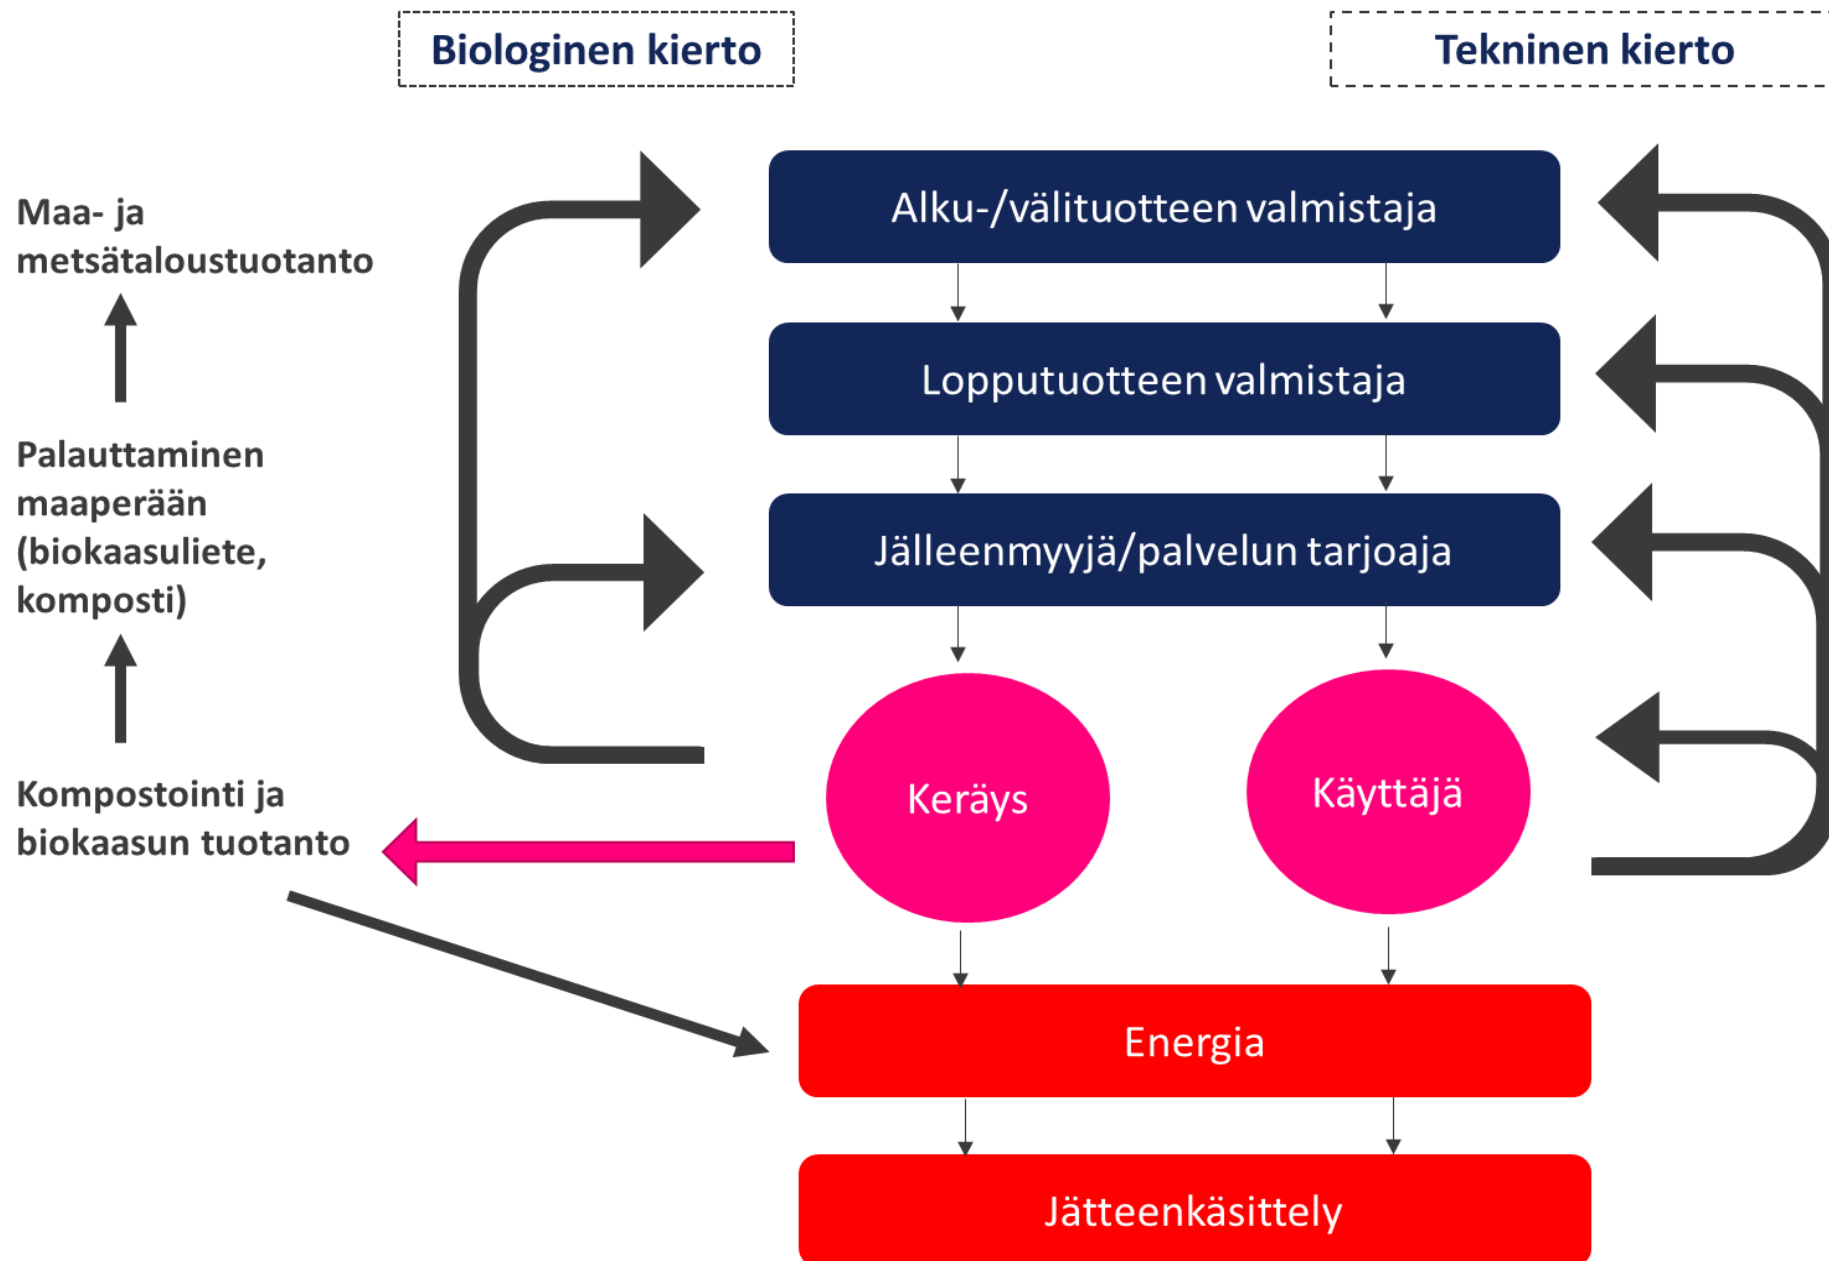 Biologinen kierto
Tekninen kierto
Maa- ja
metsätaloustuotanto
Palauttaminen
maaperään
(biokaasuliete,
komposti)
Kompostointi ja
biokaasun tuotanto
Alku-/välituotteen valmistaja
Lopputuotteen valmistaja
Jälleenmyyjä/palvelun tarjoaja
Keräys
Käyttäjä
Energia
Jätteenkäsittely